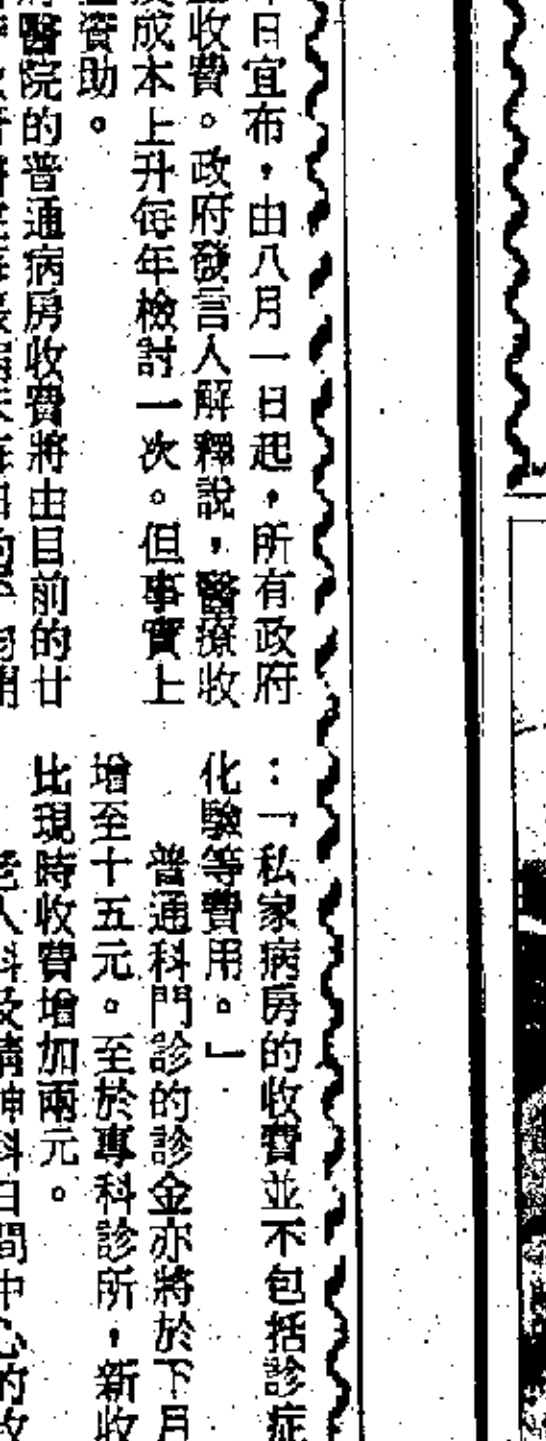 日宣布，由八月一日起，所有政府
收費。政府發言人解釋說，醫療收
成本上升每年檢討一次。但事實上
資助。
醫院的普通病房收費將由目前的廿
：「私家病房的收費並不包括診症
化驗等費用。」
普通科門診的診金亦將於下月
增至十五元。至於專科診所，新收
比現時收費增加兩元。
老人科及精神科日間中心的收